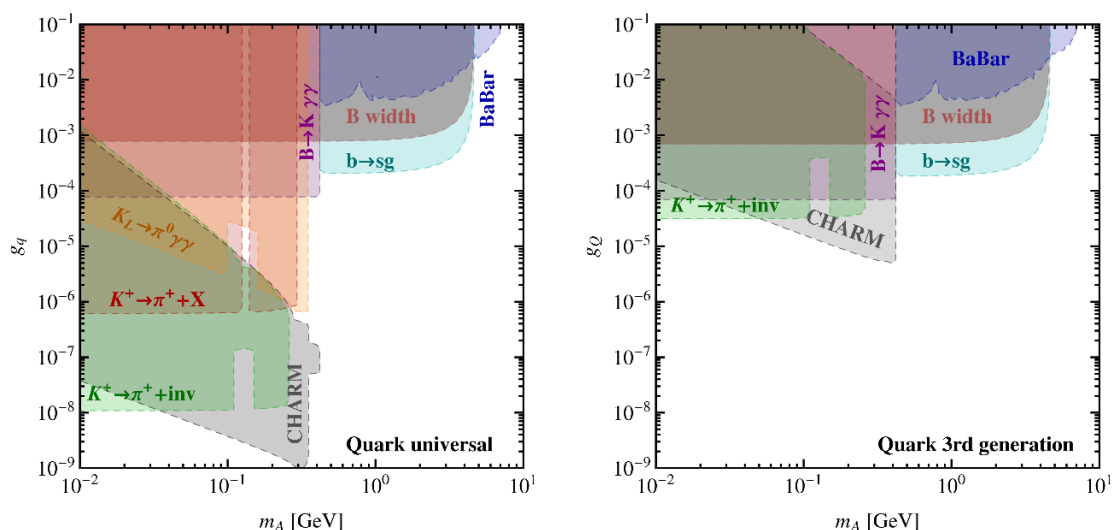 10⁻¹
10⁻²
10⁻³
10⁻⁴
10⁻⁵
10⁻⁶
10⁻⁷
10⁻⁸
10⁻⁹
g_q
B→K γγ
BaBar
B width
b→sg
K_L→π⁰γγ
K⁺→π⁺+X
K⁺→π⁺+inv
CHARM
Quark universal
10⁻² 10⁻¹ 10⁰ 10¹
m_A [GeV]
10⁻¹
10⁻²
10⁻³
10⁻⁴
10⁻⁵
10⁻⁶
10⁻⁷
10⁻⁸
10⁻⁹
g_Q
BaBar
B→K γγ
B width
b→sg
K⁺→π⁺+inv
CHARM
Quark 3rd generation
10⁻² 10⁻¹ 10⁰ 10¹
m_A [GeV]